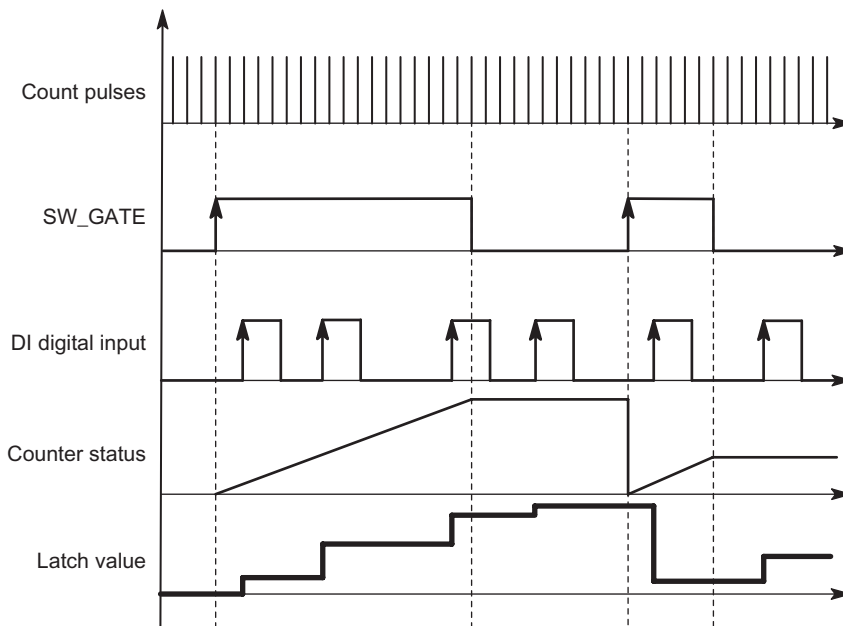 Count pulses
SW_GATE
DI digital input
Counter status
Latch value